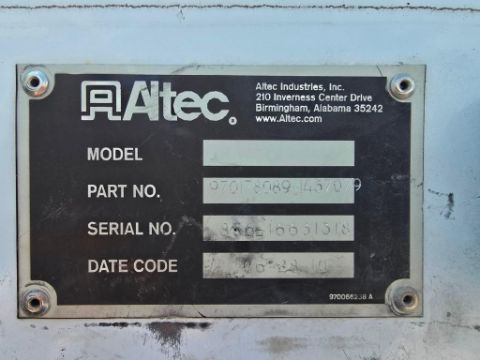 Altec
Altec Industries, Inc.
210 Inverness Center Drive
Birmingham, Alabama 35242
www.Altec.com
MODEL
PART NO.
SERIAL NO.
DATE CODE
970066238 A